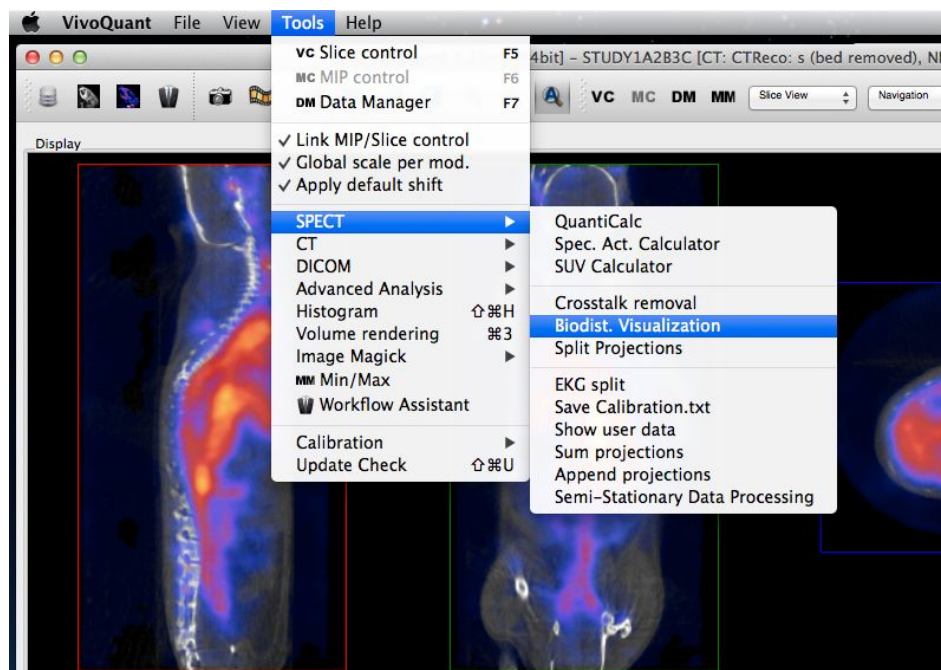 VivoQuant File View Tools Help
4bit] – STUDY1A2B3C [CT: CTReco: s (bed removed), N
VC MC DM MM Slice View Navigation
Display
VC Slice control F5
MC MIP control F6
DM Data Manager F7
✓ Link MIP/Slice control
✓ Global scale per mod.
✓ Apply default shift
SPECT
CT
DICOM
Advanced Analysis
Histogram ⇧⌘H
Volume rendering ⌘3
Image Magick
MM Min/Max
Workflow Assistant
Calibration
Update Check ⇧⌘U
QuantiCalc
Spec. Act. Calculator
SUV Calculator
Crosstalk removal
Biodist. Visualization
Split Projections
EKG split
Save Calibration.txt
Show user data
Sum projections
Append projections
Semi-Stationary Data Processing